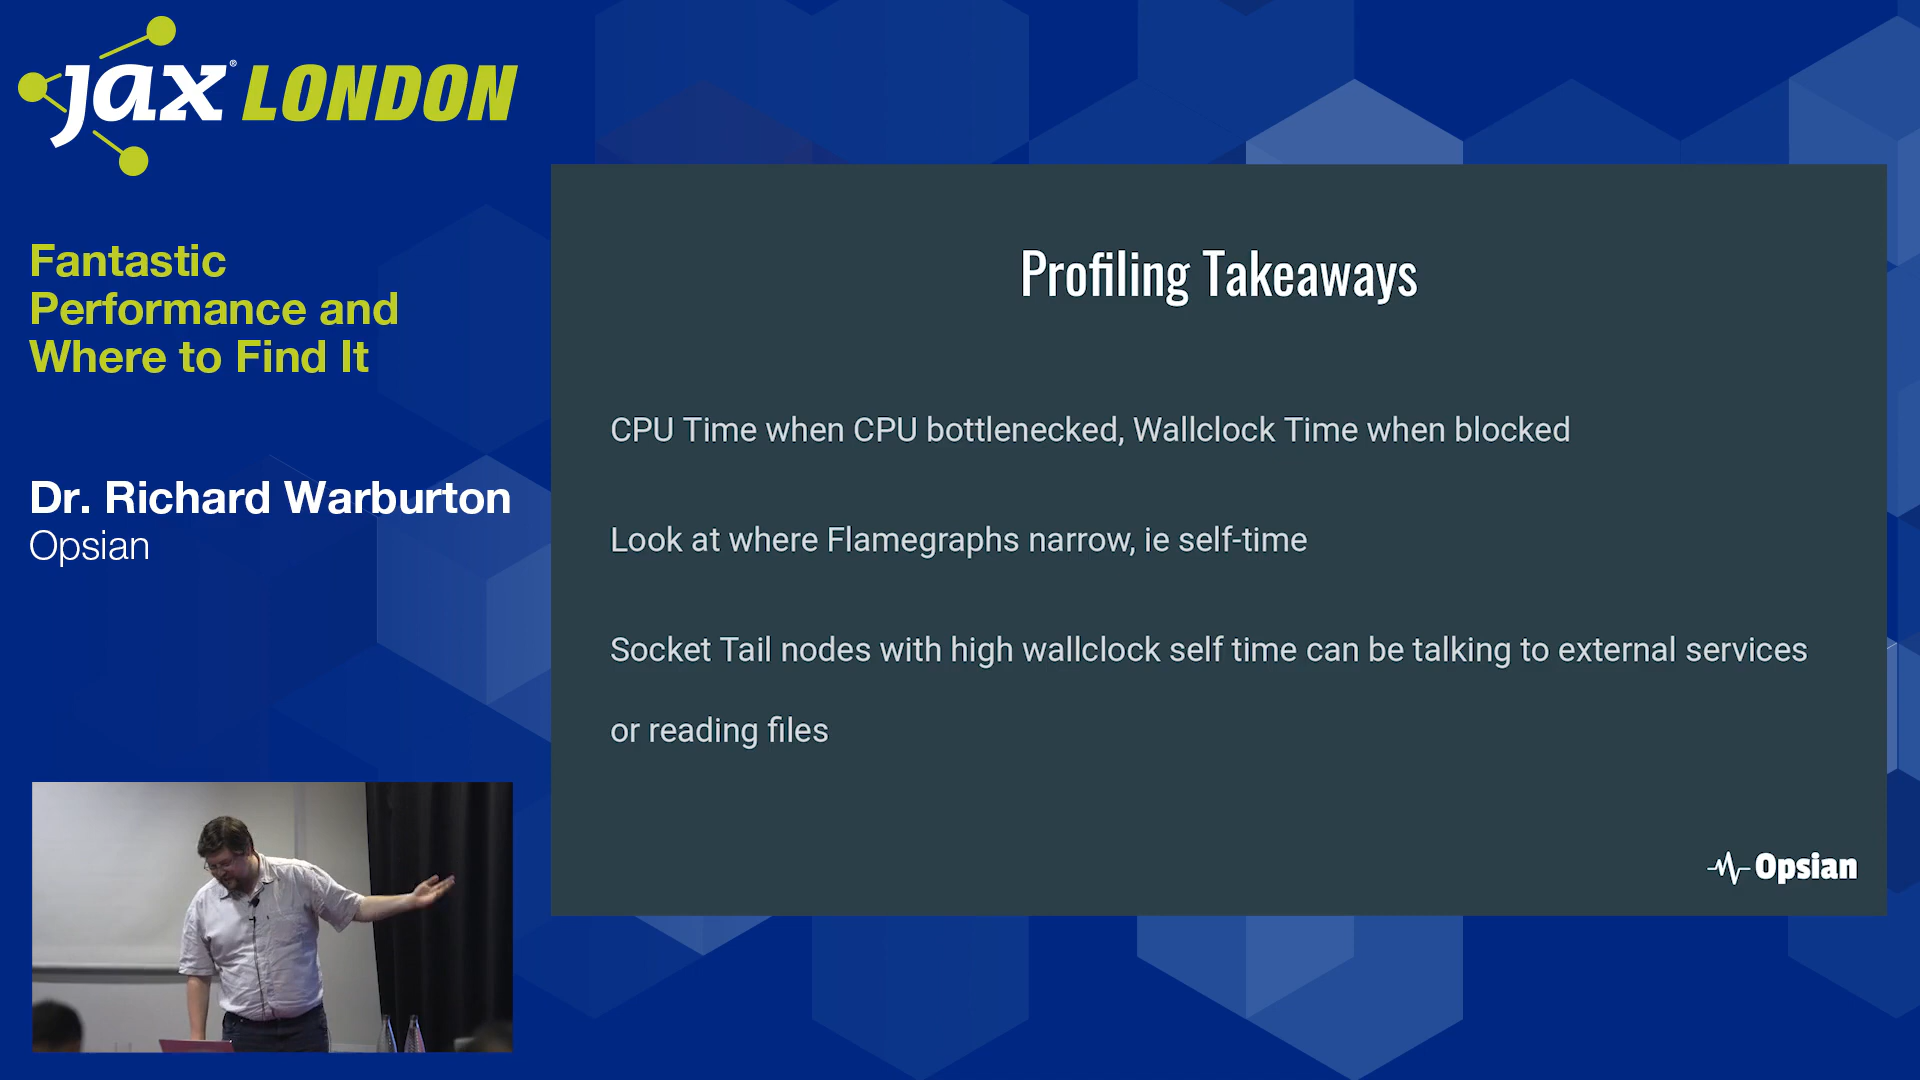 jax® LONDON
Fantastic
Performance and
Where to Find It
Dr. Richard Warburton
Opsian
Profiling Takeaways
CPU Time when CPU bottlenecked, Wallclock Time when blocked
Look at where Flamegraphs narrow, ie self-time
Socket Tail nodes with high wallclock self time can be talking to external services
or reading files
Opsian